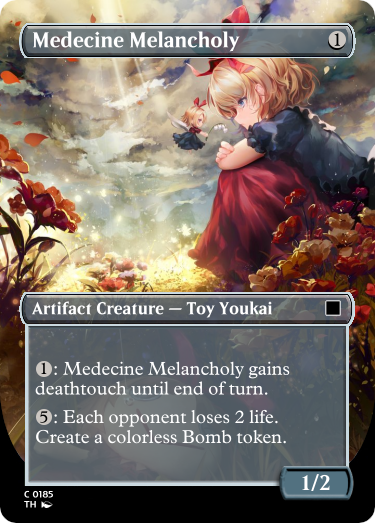 Medecine Melancholy 1
Artifact Creature — Toy Youkai
1: Medecine Melancholy gains
deathtouch until end of turn.
5: Each opponent loses 2 life.
Create a colorless Bomb token.
1/2
C 0185
TH